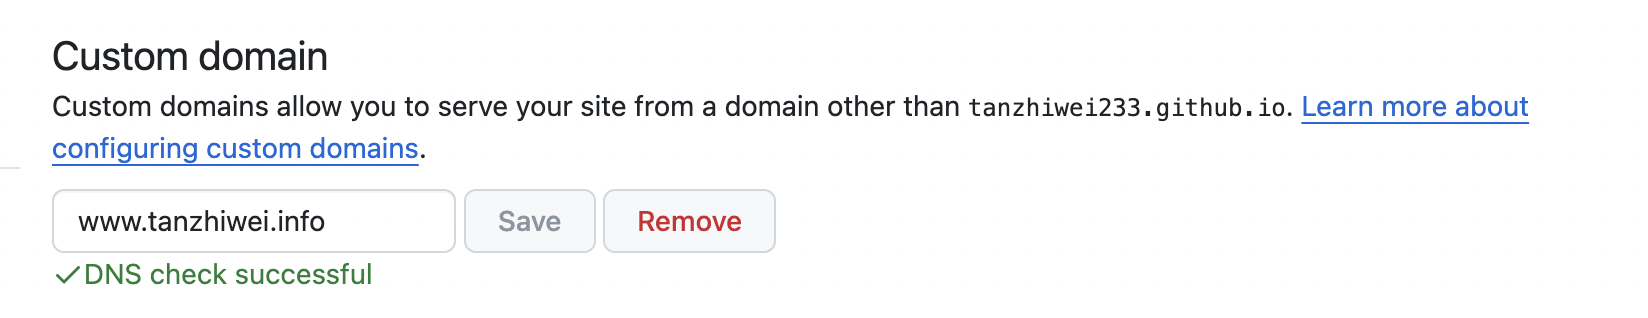 Custom domain
Custom domains allow you to serve your site from a domain other than tanzhiwei233.github.io. Learn more about
configuring custom domains.
www.tanzhiwei.info Save Remove
✓DNS check successful